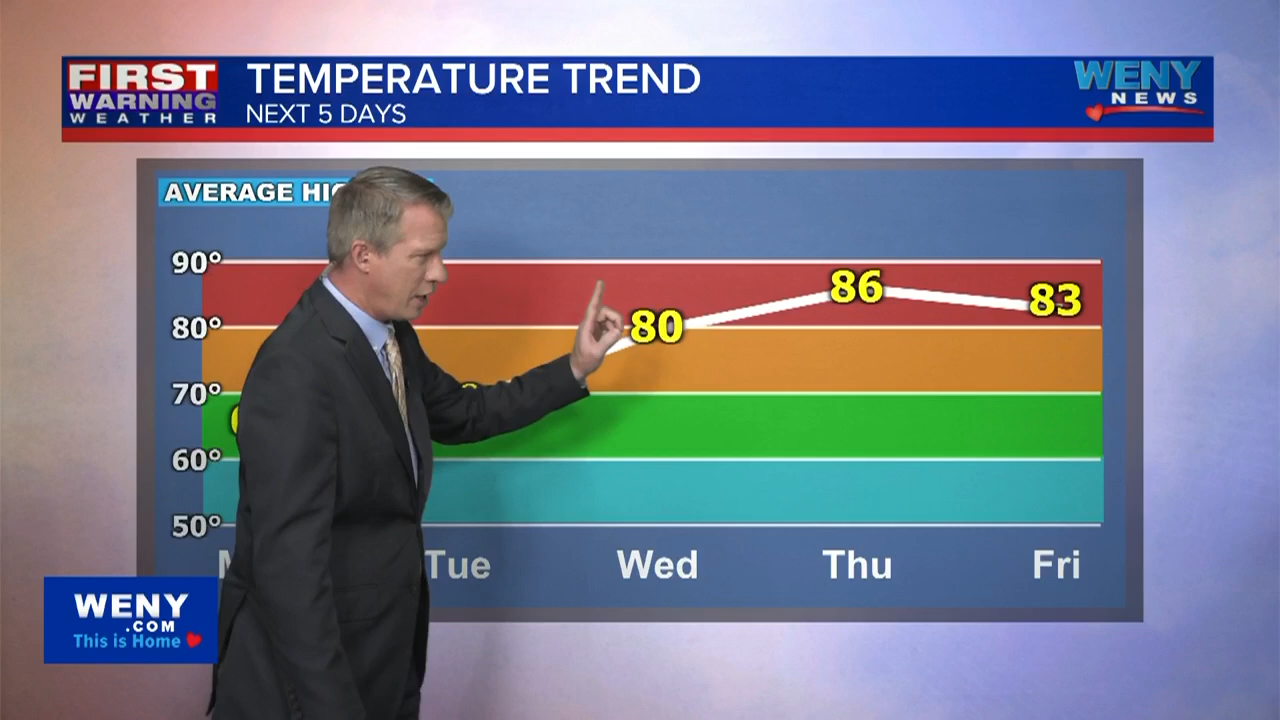 FIRST
WARNING
WEATHER
TEMPERATURE TREND
NEXT 5 DAYS
WENY
NEWS
AVERAGE
90°
80°
70°
60°
50°
80
86
83
Tue
Wed
Thu
Fri
WENY
.COM
This is Home